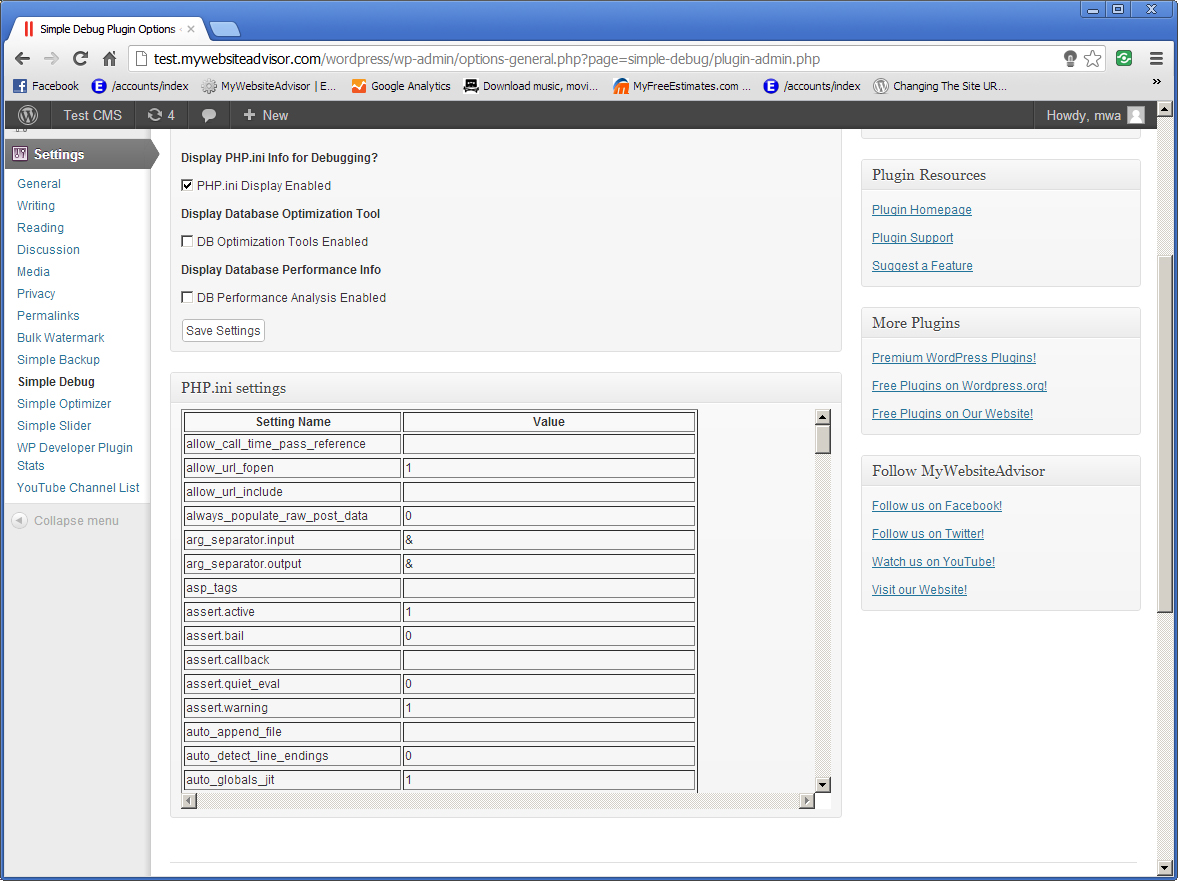 Simple Debug Plugin Options
test.mywebsiteadvisor.com/wordpress/wp-admin/options-general.php?page=simple-debug/plugin-admin.php
Facebook /accounts/index MyWebsiteAdvisor | E... Google Analytics Download music, movi... MyFreeEstimates.com ... /accounts/index Changing The Site UR... »
Test CMS 4 + New Howdy, mwa
Settings
General
Writing
Reading
Discussion
Media
Privacy
Permalinks
Bulk Watermark
Simple Backup
Simple Debug
Simple Optimizer
Simple Slider
WP Developer Plugin
Stats
YouTube Channel List
Collapse menu
Display PHP.ini Info for Debugging?
PHP.ini Display Enabled
Display Database Optimization Tool
DB Optimization Tools Enabled
Display Database Performance Info
DB Performance Analysis Enabled
Save Settings
PHP.ini settings
Setting Name Value
allow_call_time_pass_reference
allow_url_fopen 1
allow_url_include
always_populate_raw_post_data 0
arg_separator.input &
arg_separator.output &
asp_tags
assert.active 1
assert.bail 0
assert.callback
assert.quiet_eval 0
assert.warning 1
auto_append_file
auto_detect_line_endings 0
auto_globals_jit 1
Plugin Resources
Plugin Homepage
Plugin Support
Suggest a Feature
More Plugins
Premium WordPress Plugins!
Free Plugins on Wordpress.org!
Free Plugins on Our Website!
Follow MyWebsiteAdvisor
Follow us on Facebook!
Follow us on Twitter!
Watch us on YouTube!
Visit our Website!